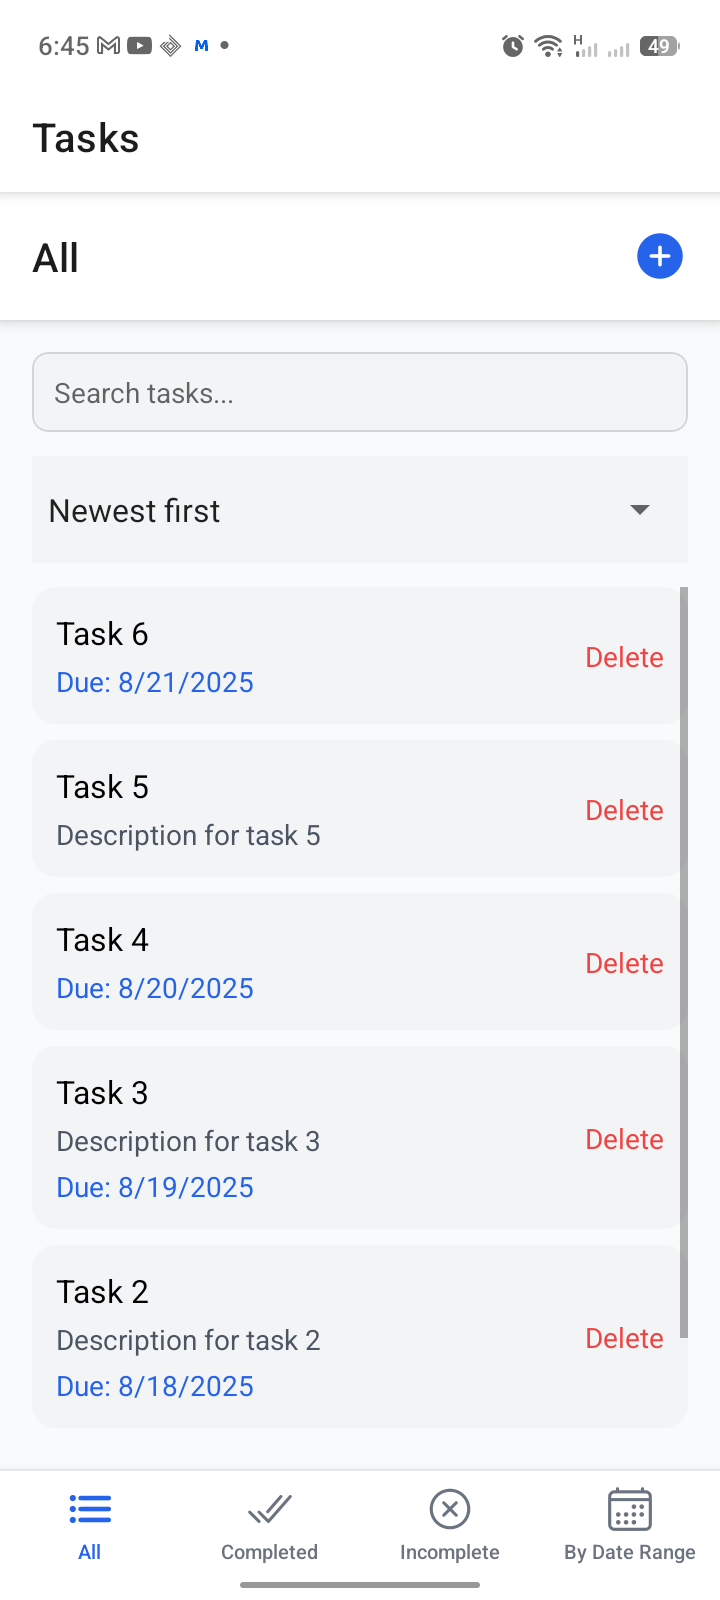 6:45
H
49
Tasks
All
Search tasks...
Newest first
Task 6
Due: 8/21/2025
Delete
Task 5
Description for task 5
Delete
Task 4
Due: 8/20/2025
Delete
Task 3
Description for task 3
Due: 8/19/2025
Delete
Task 2
Description for task 2
Due: 8/18/2025
Delete
All
Completed
Incomplete
By Date Range